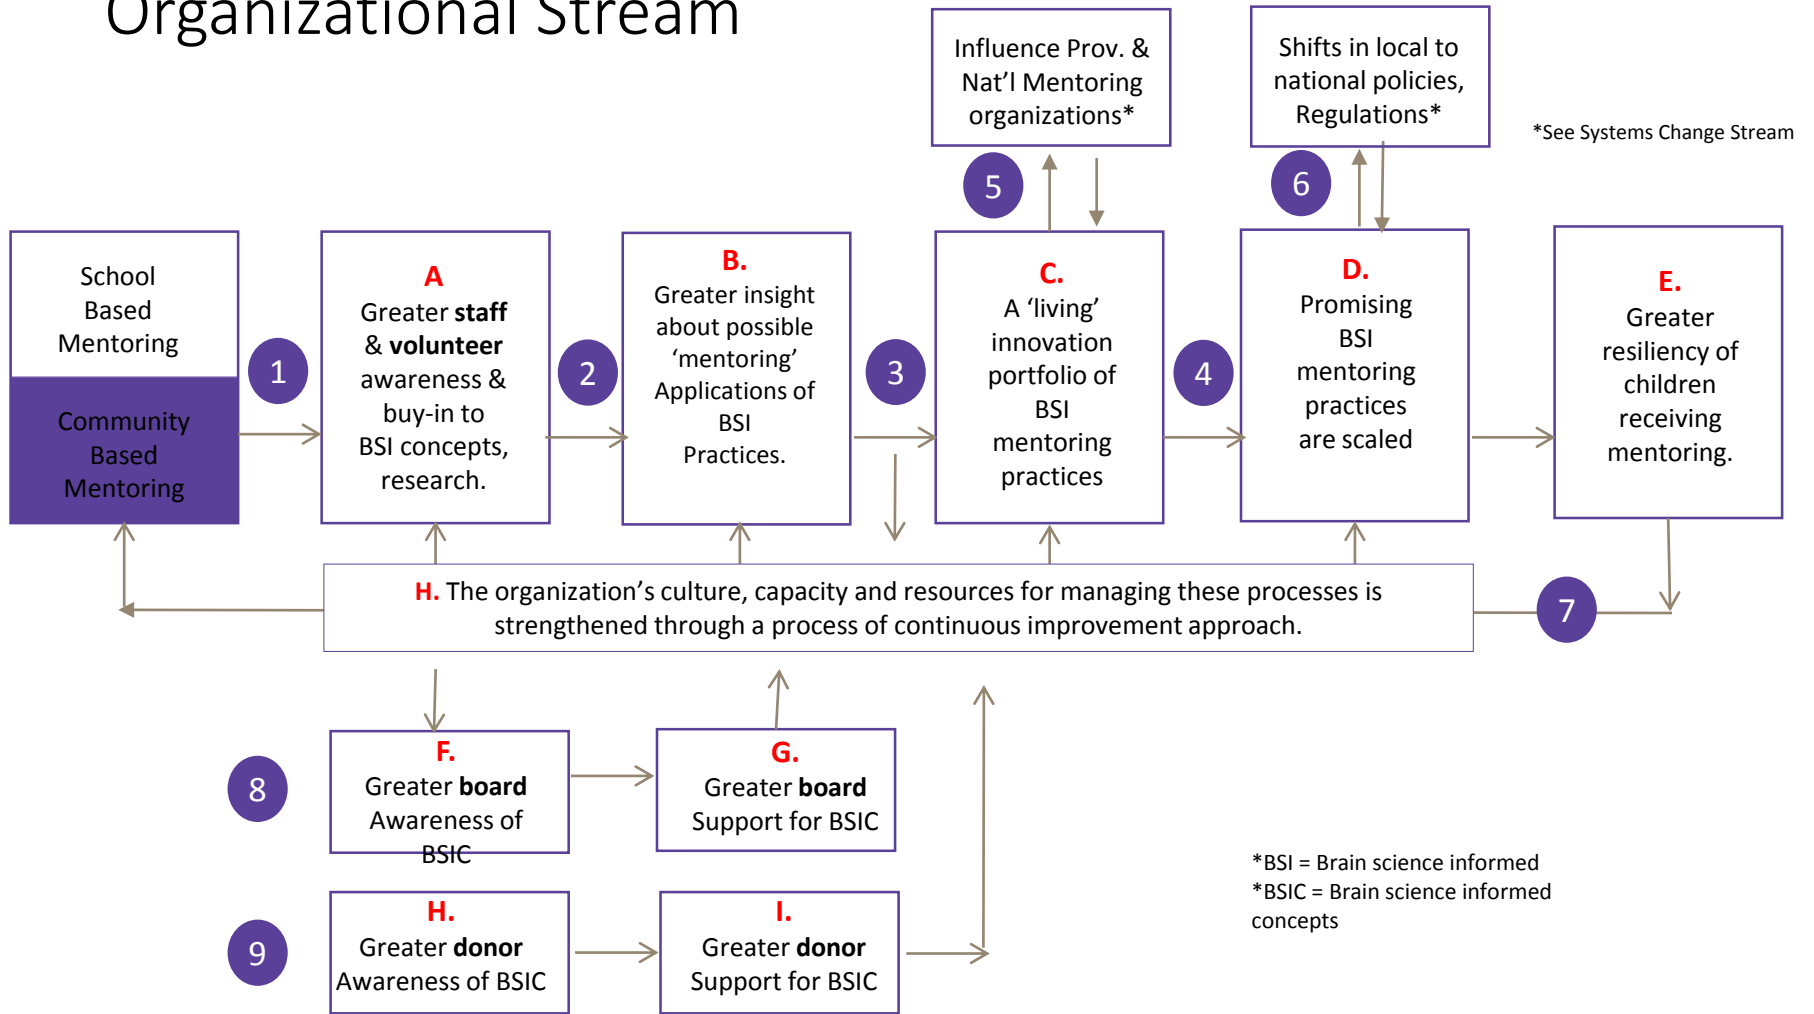 Organizational Stream
Influence Prov. &
Nat’l Mentoring
organizations*
Shifts in local to
national policies,
Regulations*
*See Systems Change Stream
5
6
School
Based
Mentoring
Community
Based
Mentoring
1
A
Greater staff
& volunteer
awareness &
buy-in to
BSI concepts,
research.
2
B.
Greater insight
about possible
‘mentoring’
Applications of
BSI
Practices.
3
C.
A ‘living’
innovation
portfolio of
BSI
mentoring
practices
4
D.
Promising
BSI
mentoring
practices
are scaled
E.
Greater
resiliency of
children
receiving
mentoring.
H. The organization’s culture, capacity and resources for managing these processes is
strengthened through a process of continuous improvement approach.
7
8
F.
Greater board
Awareness of
BSIC
G.
Greater board
Support for BSIC
9
H.
Greater donor
Awareness of BSIC
I.
Greater donor
Support for BSIC
*BSI = Brain science informed
*BSIC = Brain science informed
concepts